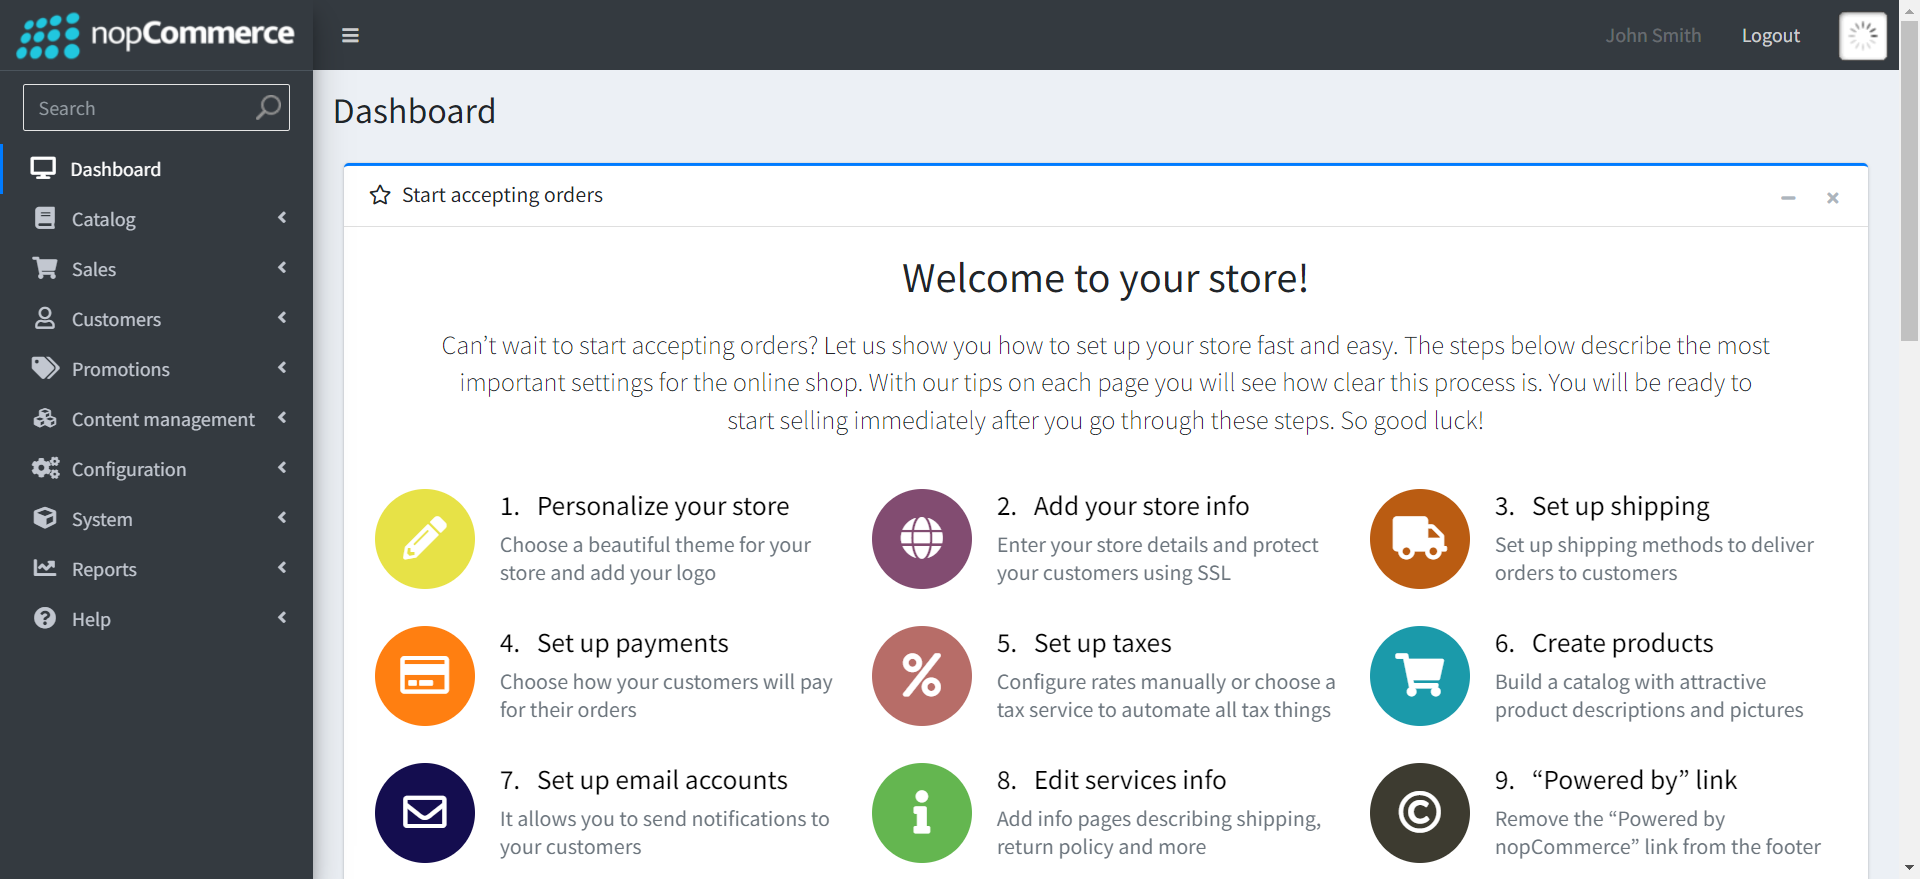 nopCommerce
John Smith
Logout
Search
Dashboard
Catalog
Sales
Customers
Promotions
Content management
Configuration
System
Reports
Help
Dashboard
Start accepting orders
Welcome to your store!
Can’t wait to start accepting orders? Let us show you how to set up your store fast and easy. The steps below describe the most
important settings for the online shop. With our tips on each page you will see how clear this process is. You will be ready to
start selling immediately after you go through these steps. So good luck!
1. Personalize your store
Choose a beautiful theme for your
store and add your logo
2. Add your store info
Enter your store details and protect
your customers using SSL
3. Set up shipping
Set up shipping methods to deliver
orders to customers
4. Set up payments
Choose how your customers will pay
for their orders
5. Set up taxes
Configure rates manually or choose a
tax service to automate all tax things
6. Create products
Build a catalog with attractive
product descriptions and pictures
7. Set up email accounts
It allows you to send notifications to
your customers
8. Edit services info
Add info pages describing shipping,
return policy and more
9. “Powered by” link
Remove the “Powered by
nopCommerce” link from the footer